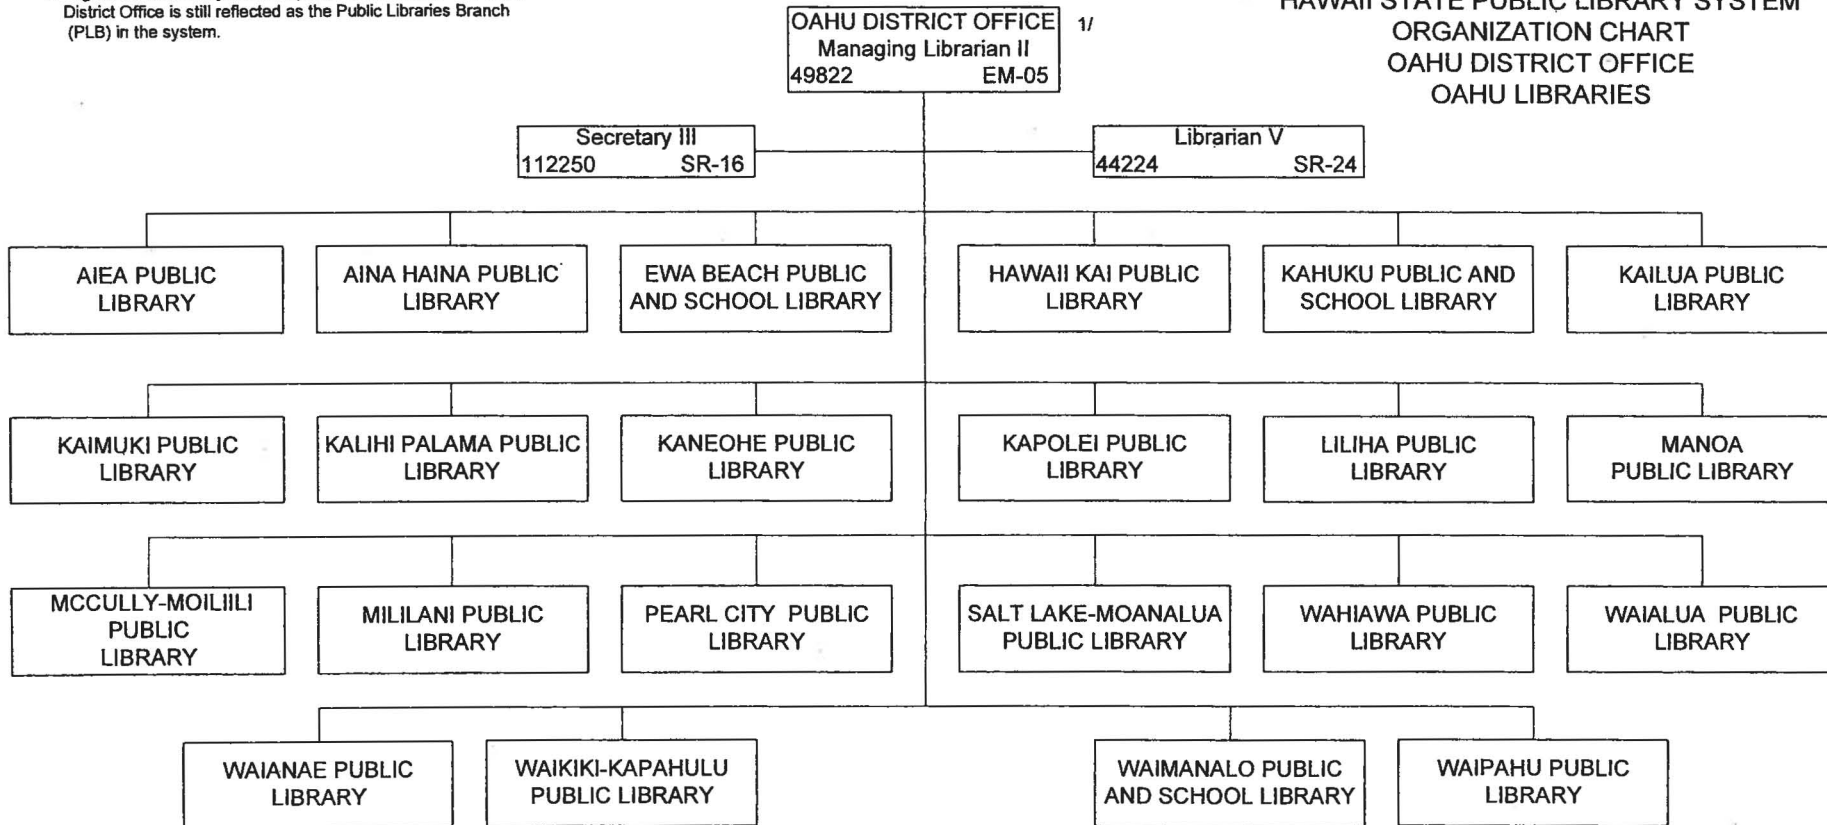 District Office is still reflected as the Public Libraries Branch
(PLB) in the system.
HAWAII STATE PUBLIC LIBRARY SYSTEM
ORGANIZATION CHART
OAHU DISTRICT OFFICE
OAHU LIBRARIES
OAHU DISTRICT OFFICE 1/
Managing Librarian II
49822 EM-05
Secretary III
112250 SR-16
Librarian V
44224 SR-24
AIEA PUBLIC
LIBRARY
AINA HAINA PUBLIC
LIBRARY
EWA BEACH PUBLIC
AND SCHOOL LIBRARY
HAWAII KAI PUBLIC
LIBRARY
KAHUKU PUBLIC AND
SCHOOL LIBRARY
KAILUA PUBLIC
LIBRARY
KAIMUKI PUBLIC
LIBRARY
KALIHI PALAMA PUBLIC
LIBRARY
KANEOHE PUBLIC
LIBRARY
KAPOLEI PUBLIC
LIBRARY
LILIHA PUBLIC
LIBRARY
MANOA
PUBLIC LIBRARY
MCCULLY-MOILIILI
PUBLIC
LIBRARY
MILILANI PUBLIC
LIBRARY
PEARL CITY PUBLIC
LIBRARY
SALT LAKE-MOANALUA
PUBLIC LIBRARY
WAHIAWA PUBLIC
LIBRARY
WAIALUA PUBLIC
LIBRARY
WAIANAE PUBLIC
LIBRARY
WAIKIKI-KAPAHULU
PUBLIC LIBRARY
WAIMANALO PUBLIC
AND SCHOOL LIBRARY
WAIPAHU PUBLIC
LIBRARY